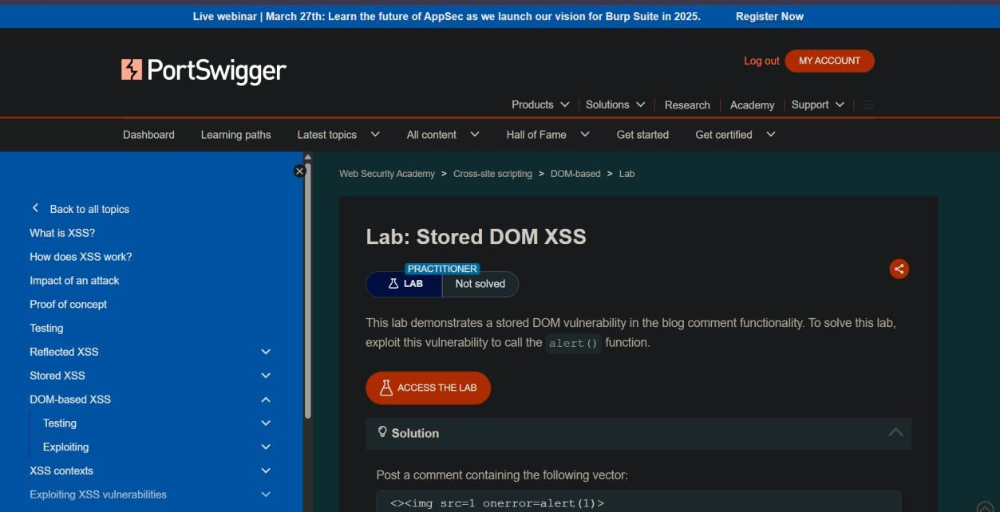 Live webinar | March 27th: Learn the future of AppSec as we launch our vision for Burp Suite in 2025. Register Now
PortSwigger
Log out MY ACCOUNT
Products Solutions Research Academy Support
Dashboard Learning paths Latest topics All content Hall of Fame Get started Get certified
Back to all topics
What is XSS?
How does XSS work?
Impact of an attack
Proof of concept
Testing
Reflected XSS
Stored XSS
DOM-based XSS
Testing
Exploiting
XSS contexts
Exploiting XSS vulnerabilities
Web Security Academy > Cross-site scripting > DOM-based > Lab
Lab: Stored DOM XSS
PRACTITIONER
LAB Not solved
This lab demonstrates a stored DOM vulnerability in the blog comment functionality. To solve this lab,
exploit this vulnerability to call the alert() function.
ACCESS THE LAB
Solution
Post a comment containing the following vector:
<><img src=1 onerror=alert(1)>